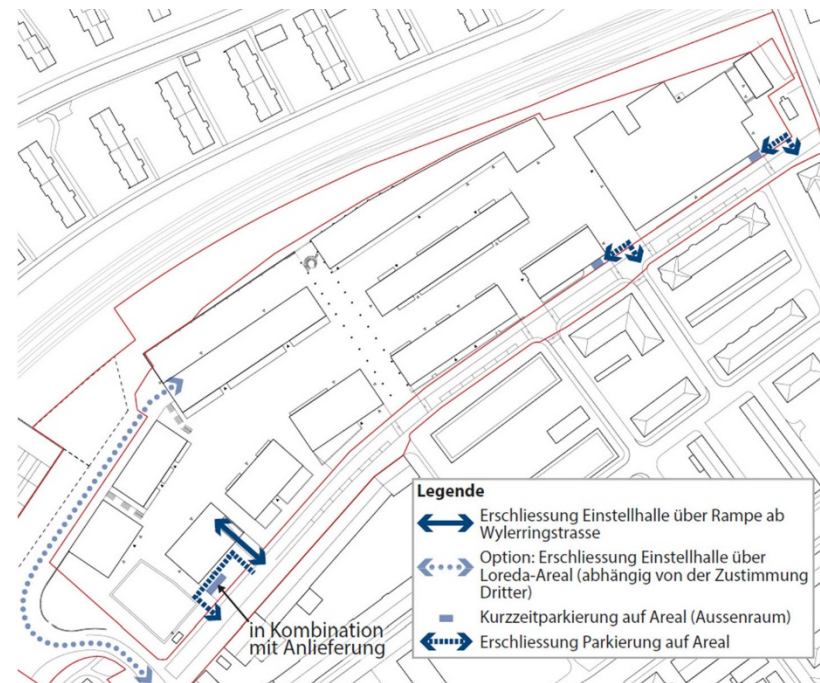 in Kombination
mit Anlieferung
Legende
Erschliessung Einstellhalle über Rampe ab
Wylerringstrasse
Option: Erschliessung Einstellhalle über
Loreda-Areal (abhängig von der Zustimmung
Dritter)
Kurzzeitparkierung auf Areal (Aussenraum)
Erschliessung Parkierung auf Areal